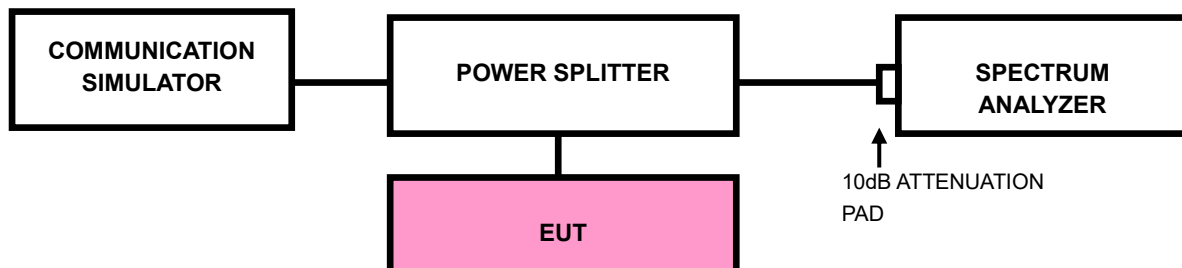 COMMUNICATION
SIMULATOR
POWER SPLITTER
SPECTRUM
ANALYZER
10dB ATTENUATION
PAD
EUT